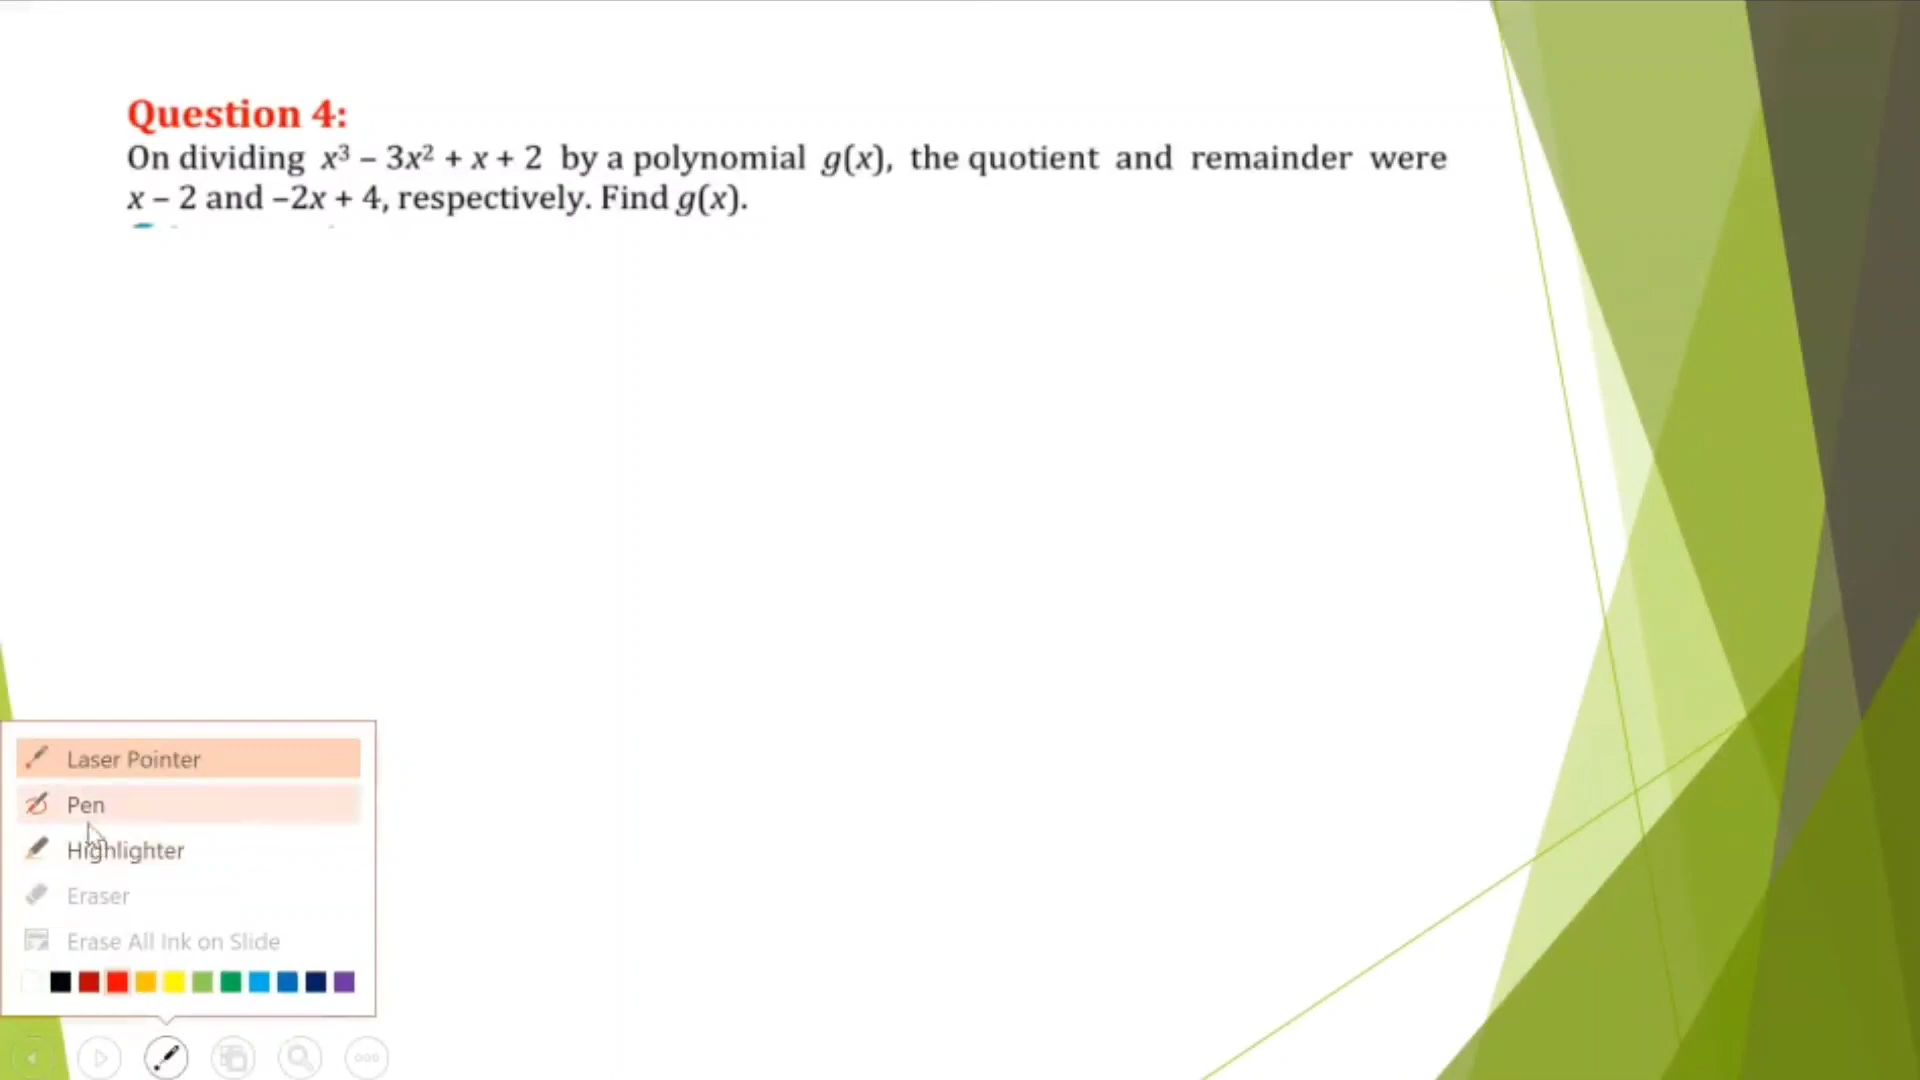 Question 4:
On dividing x³ – 3x² + x + 2 by a polynomial g(x), the quotient and remainder were
x – 2 and –2x + 4, respectively. Find g(x).
Laser Pointer
Pen
Highlighter
Eraser
Erase All Ink on Slide